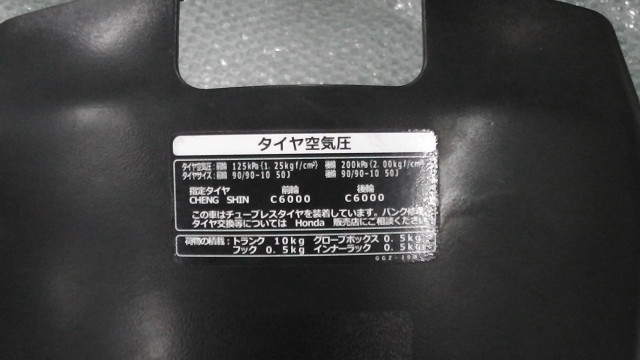 タイヤ空気圧
タイヤ空気圧：前輪 125kPa{1.25kgf/cm²} 後輪 200kPa{2.00kgf/cm²}
タイヤサイズ：前輪 90/90-10 50J 後輪 90/90-10 50J
指定タイヤ 前輪 後輪
CHENG SHIN C6000 C6000
この車はチューブレスタイヤを装着しています。パンク修理
タイヤ交換等については Honda 販売店にご相談ください
荷物の積載：トランク 10kg グローブボックス 0.5kg
フック 0.5kg インナーラック 0.5kg
GGZ-J0